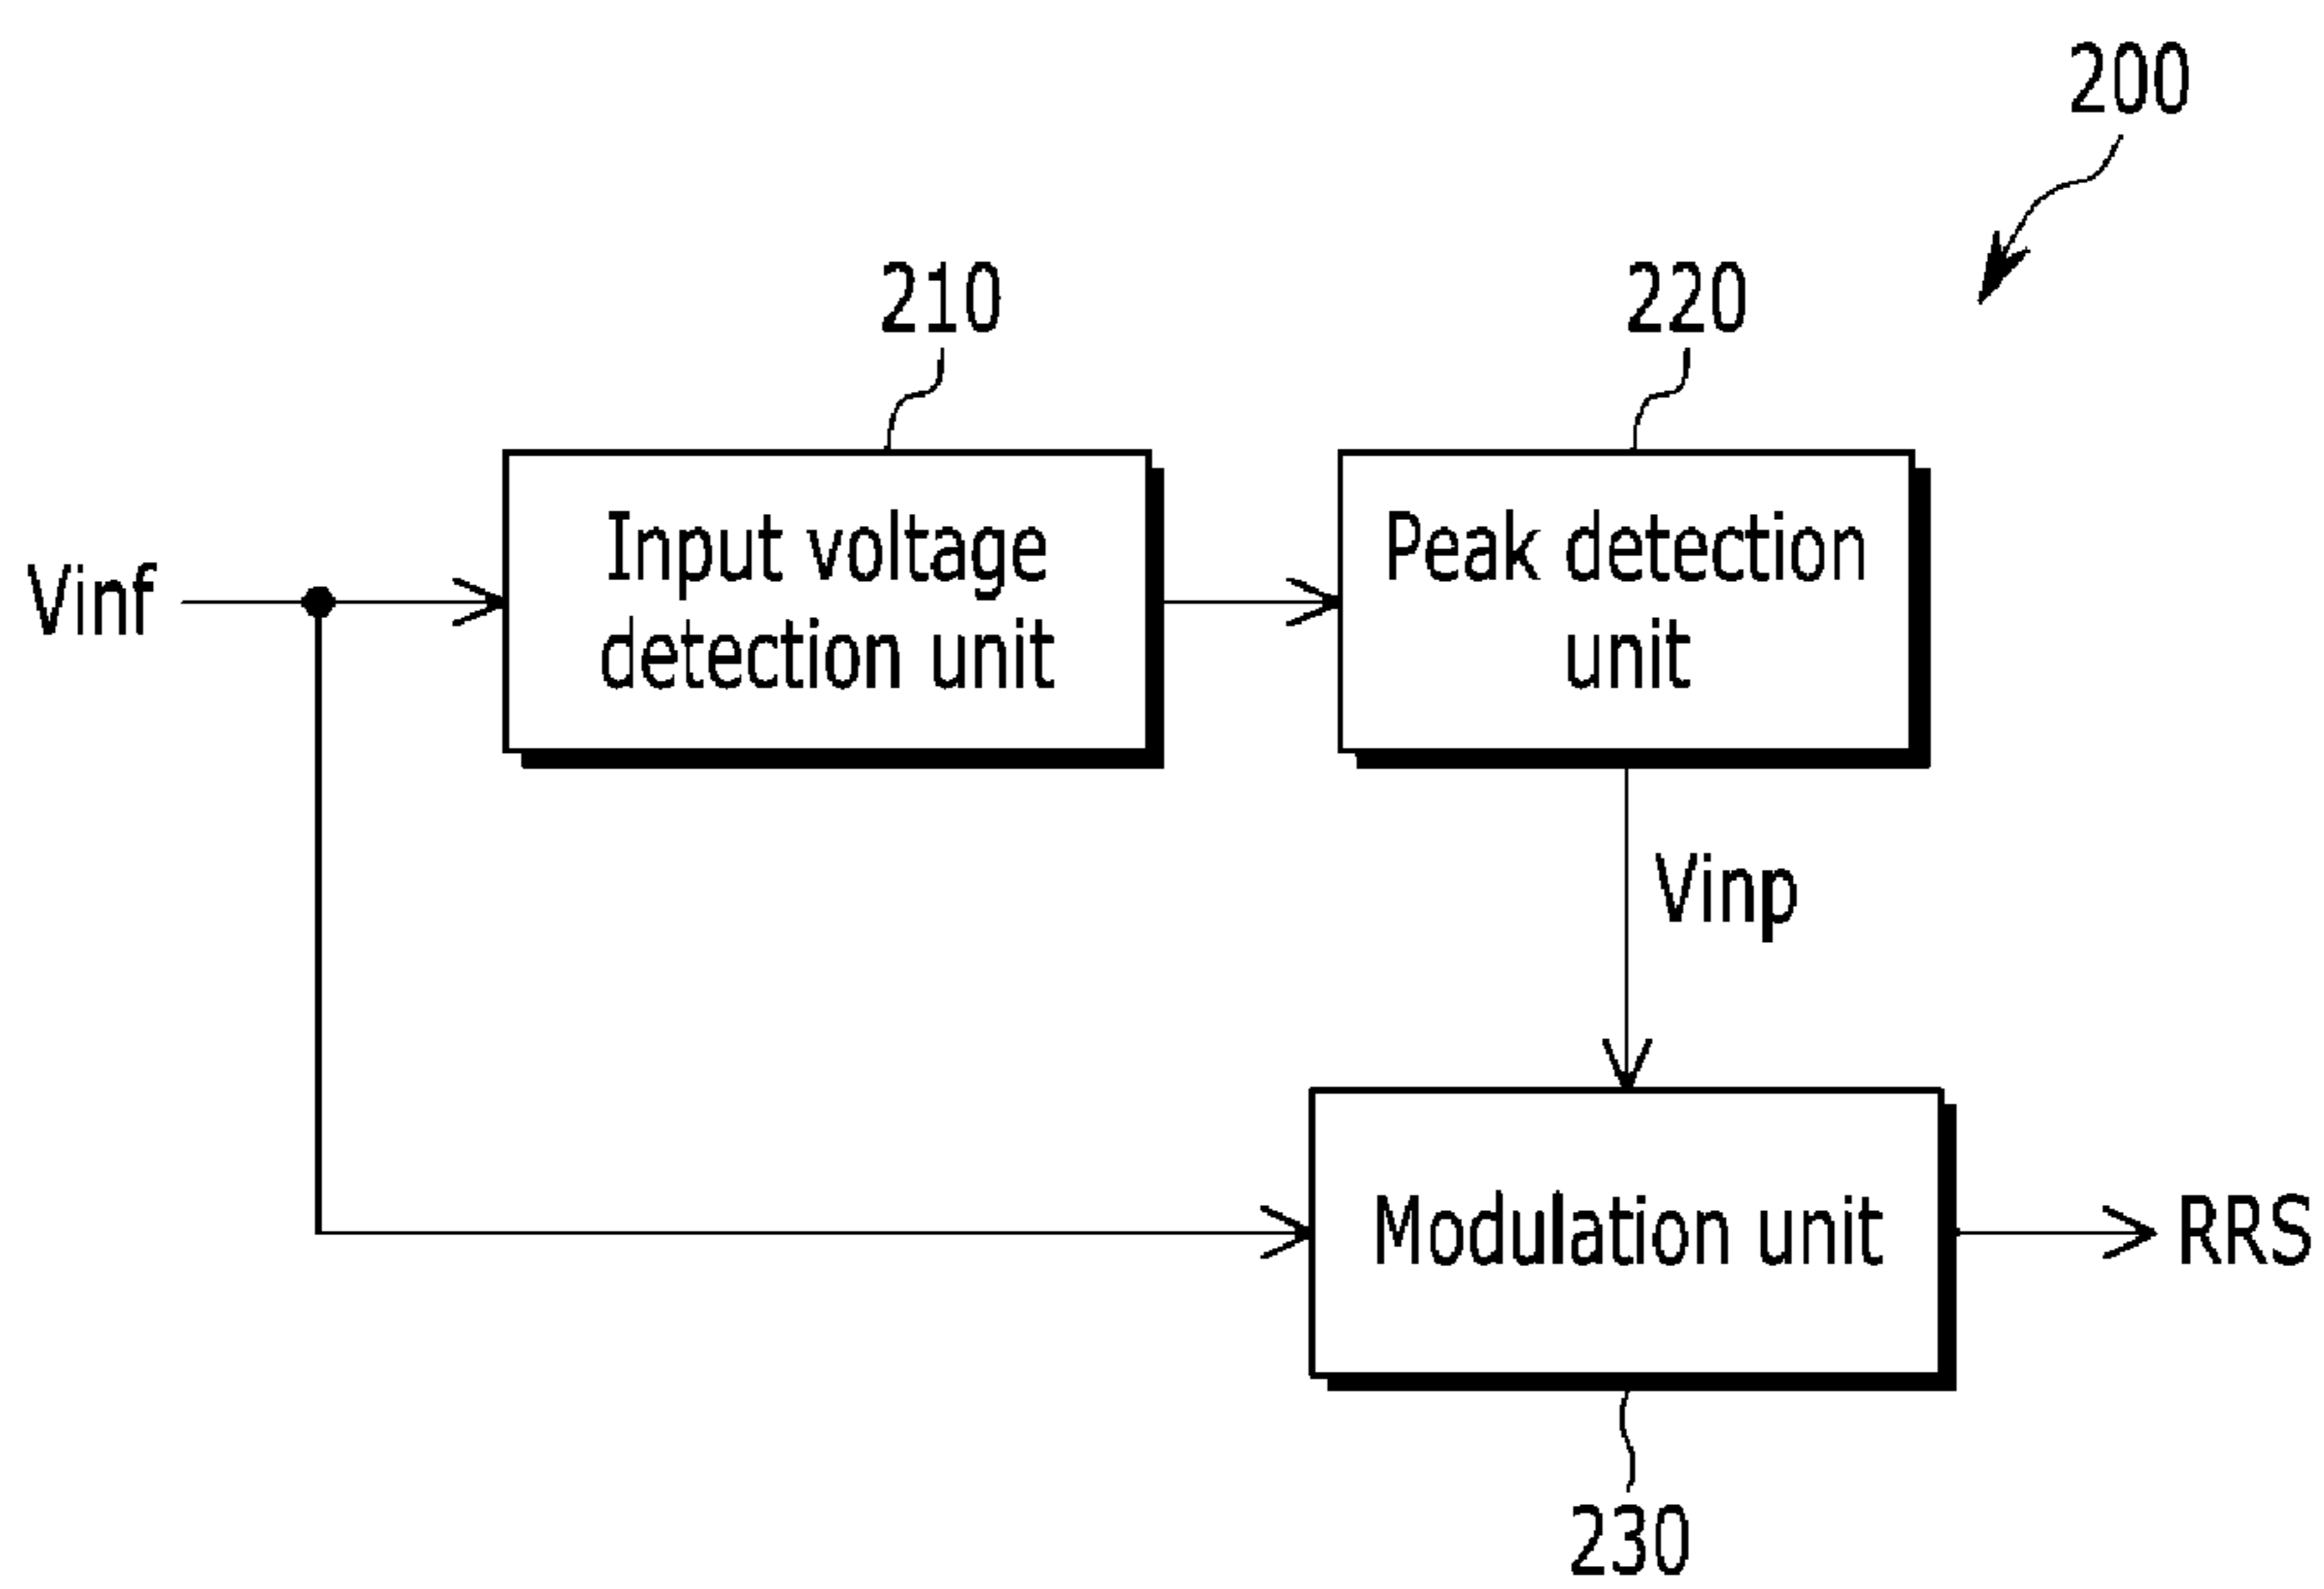 200
210
220
Input voltage
detection unit
Peak detection
unit
Vinf
Vinp
Modulation unit
RRS
230